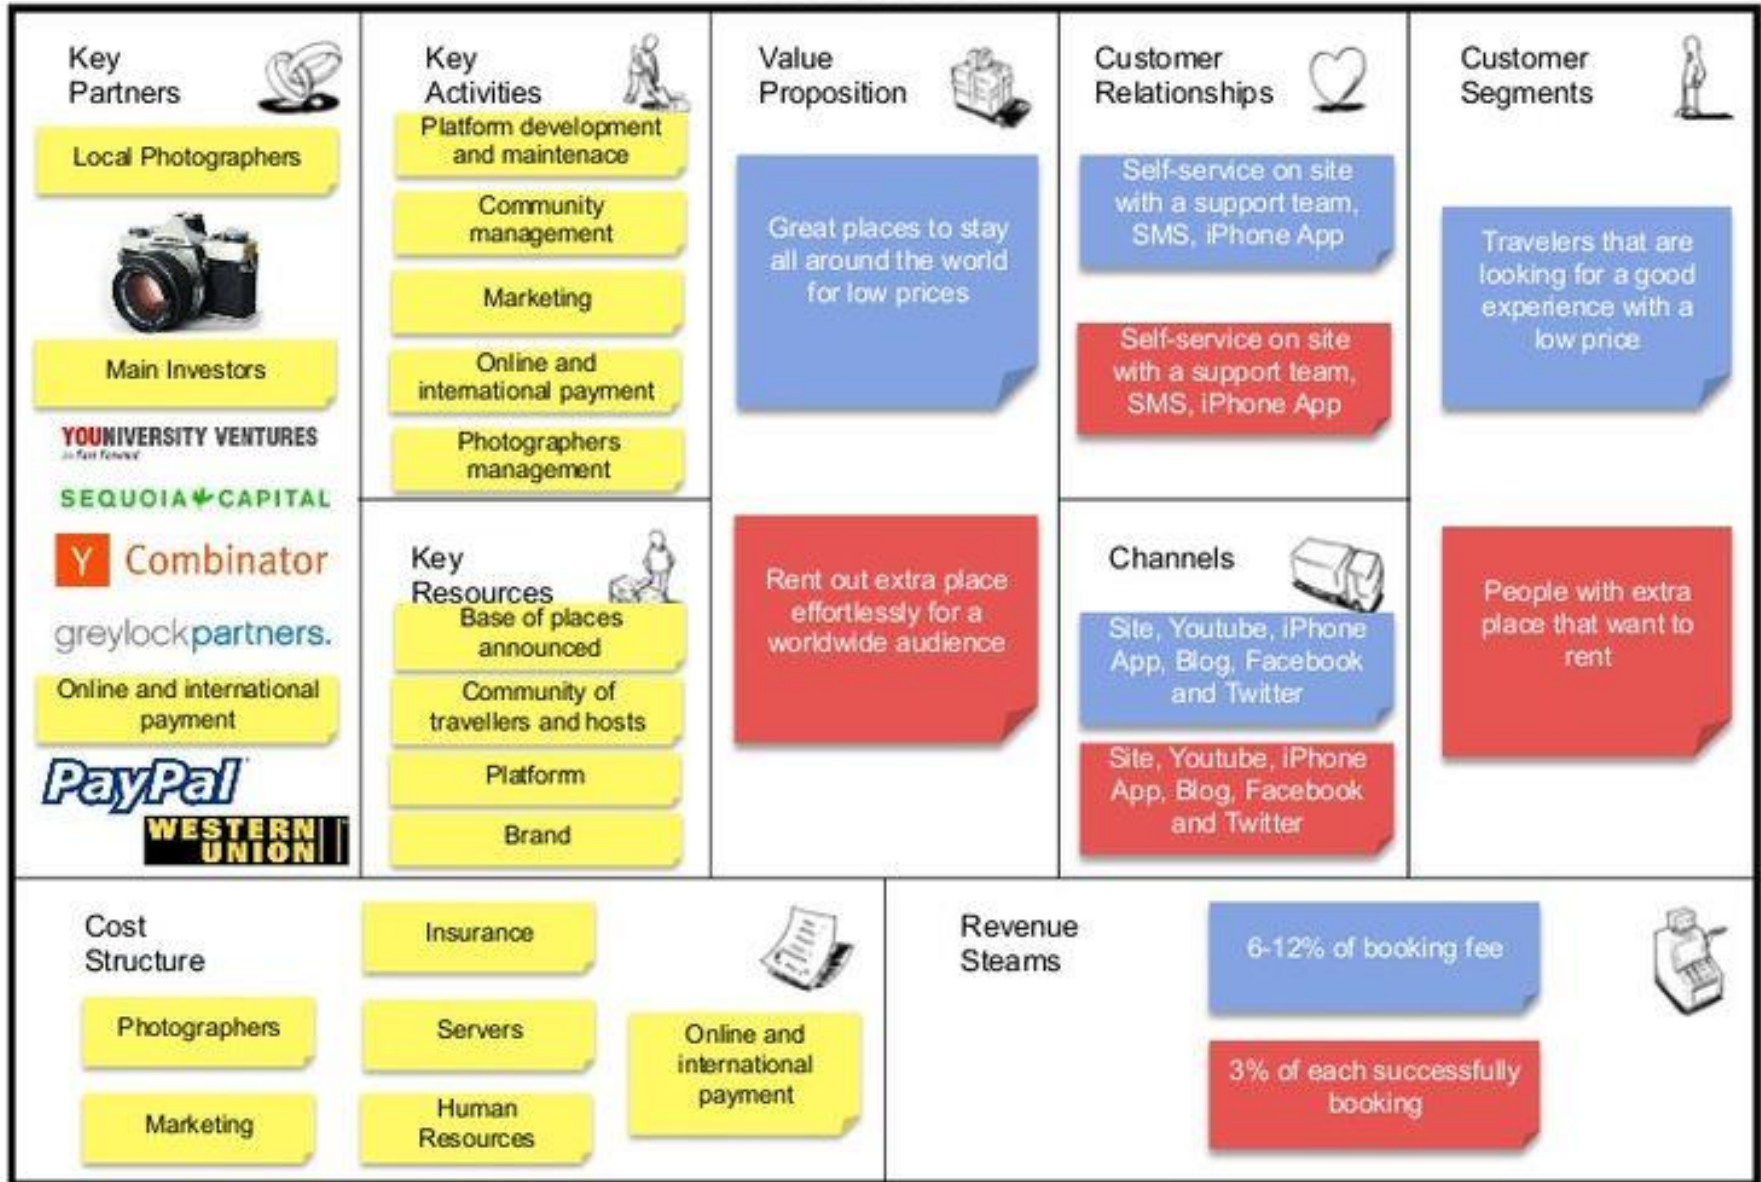 Key
Partners
Local Photographers
Main Investors
YOUNIVERSITY VENTURES
SEQUOIA CAPITAL
Y Combinator
greylockpartners.
Online and international
payment
PayPal
WESTERN
UNION
Key
Activities
Platform development
and maintenace
Community
management
Marketing
Online and
international payment
Photographers
management
Key
Resources
Base of places
announced
Community of
travellers and hosts
Platform
Brand
Value
Proposition
Great places to stay
all around the world
for low prices
Rent out extra place
effortlessly for a
worldwide audience
Customer
Relationships
Self-service on site
with a support team,
SMS, iPhone App
Self-service on site
with a support team,
SMS, iPhone App
Channels
Site, Youtube, iPhone
App, Blog, Facebook
and Twitter
Site, Youtube, iPhone
App, Blog, Facebook
and Twitter
Customer
Segments
Travelers that are
looking for a good
experience with a
low price
People with extra
place that want to
rent
Cost
Structure
Photographers
Marketing
Insurance
Servers
Human
Resources
Online and
international
payment
Revenue
Steams
6-12% of booking fee
3% of each successfully
booking